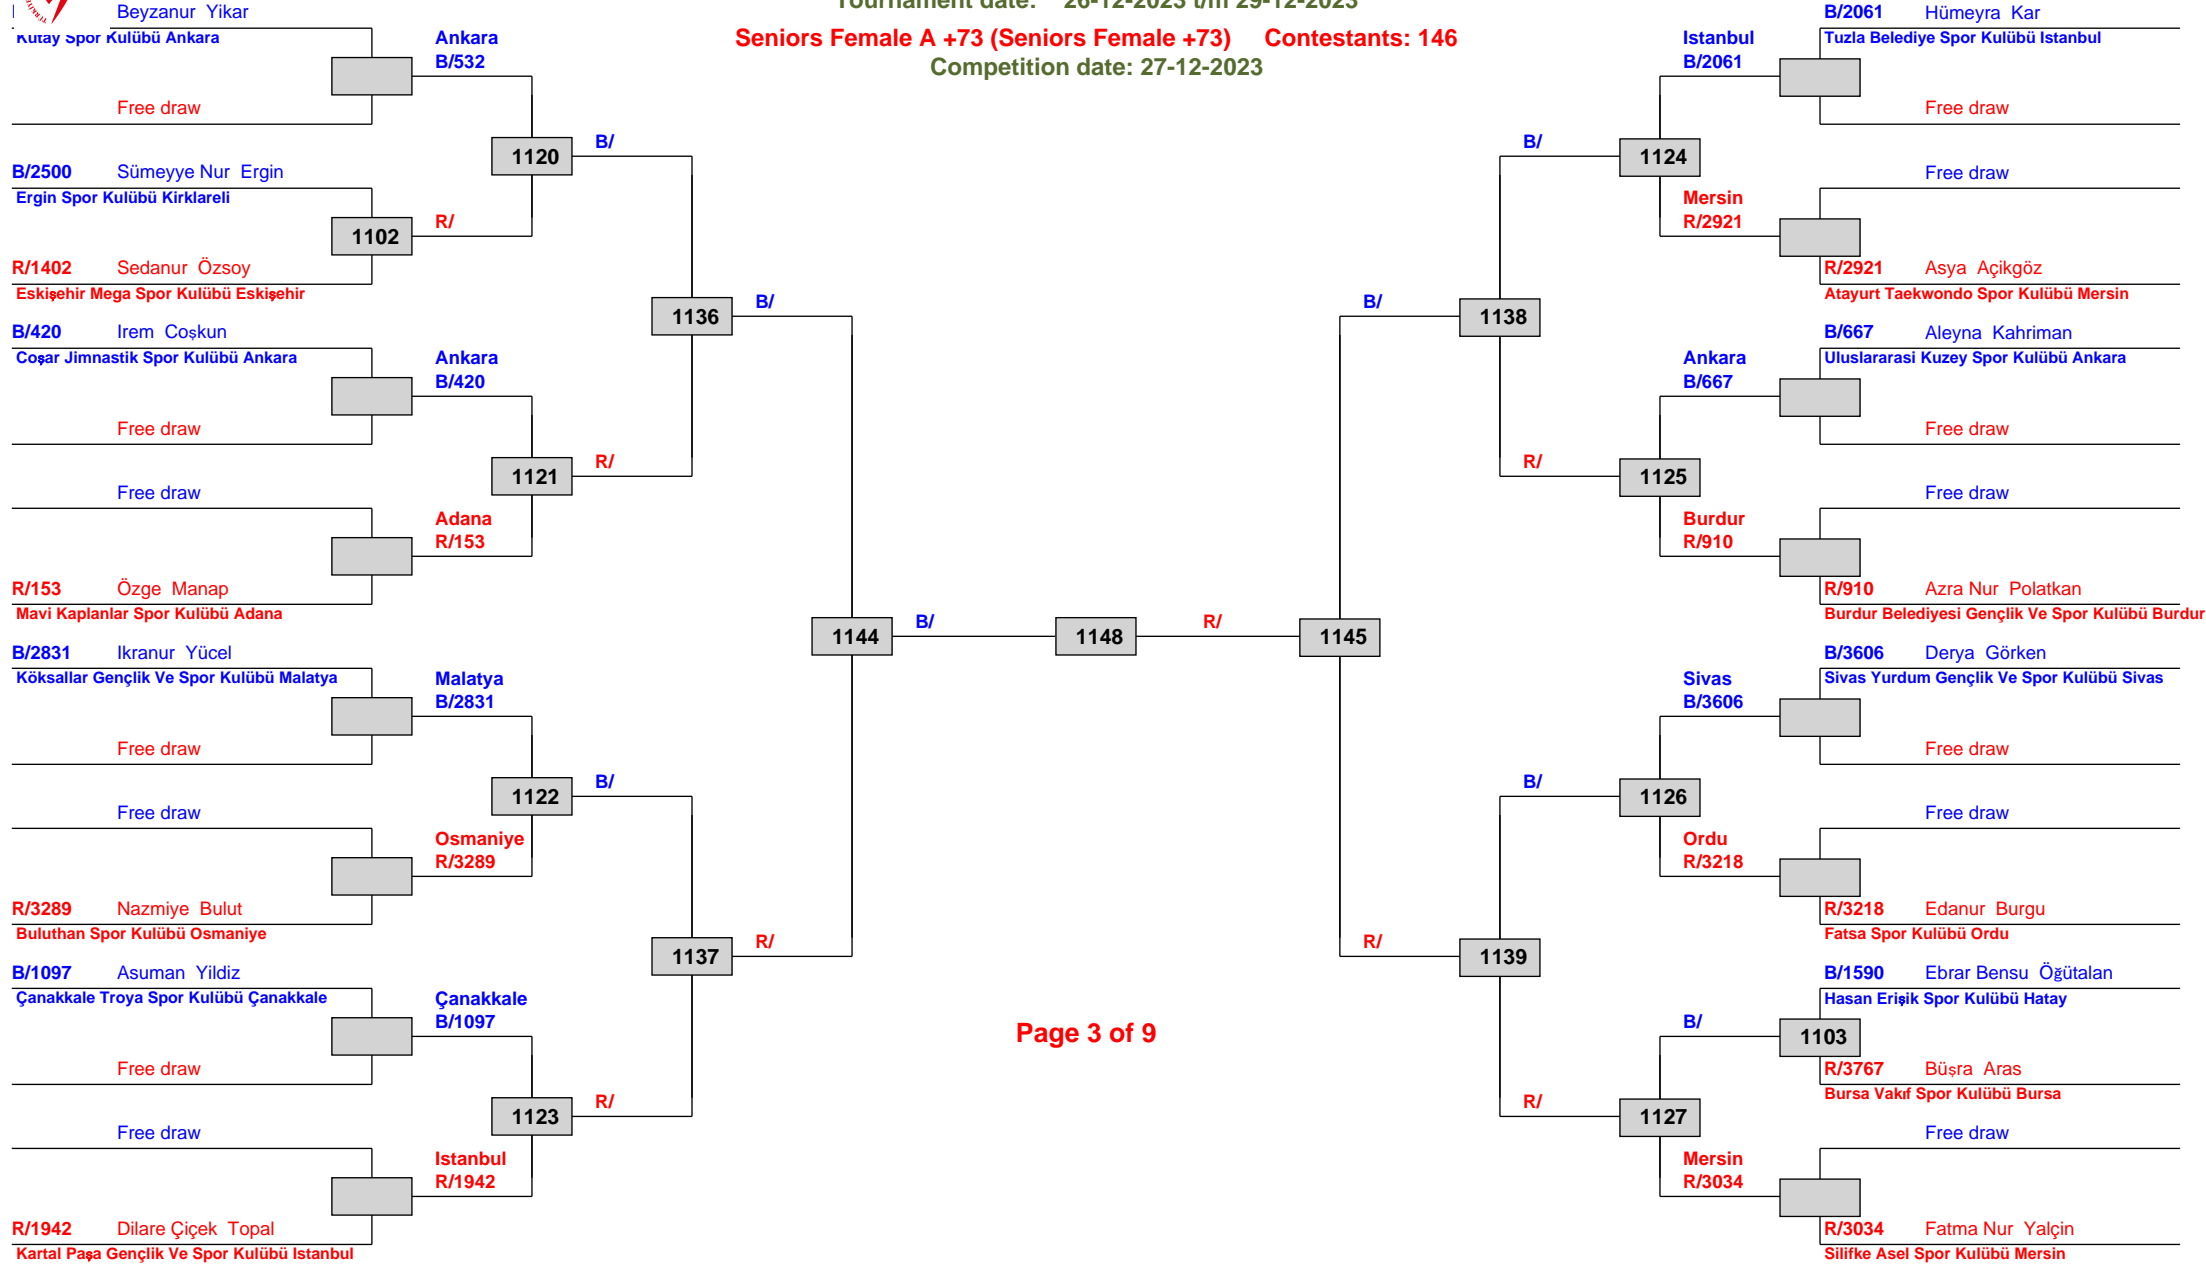 Tournament date: 26-12-2023 t/m 29-12-2023
Seniors Female A +73 (Seniors Female +73) Contestants: 146
Competition date: 27-12-2023
Beyzanur Yikar
Kutay Spor Kulübü Ankara
Free draw
B/2500 Sümeyye Nur Ergin
Ergin Spor Kulübü Kirklareli
1102
R/1402 Sedanur Özsoy
Eskişehir Mega Spor Kulübü Eskişehir
B/420 Irem Coşkun
Coşar Jimnastik Spor Kulübü Ankara
Free draw
Free draw
R/153 Özge Manap
Mavi Kaplanlar Spor Kulübü Adana
B/2831 Ikranur Yücel
Köksallar Gençlik Ve Spor Kulübü Malatya
Free draw
Free draw
R/3289 Nazmiye Bulut
Buluthan Spor Kulübü Osmaniye
B/1097 Asuman Yildiz
Çanakkale Troya Spor Kulübü Çanakkale
Free draw
Free draw
R/1942 Dilare Çiçek Topal
Kartal Paşa Gençlik Ve Spor Kulübü Istanbul
Ankara
B/532
1120
R/
Ankara
B/420
1121
Adana
R/153
Malatya
B/2831
1122
Osmaniye
R/3289
Çanakkale
B/1097
1123
Istanbul
R/1942
B/
1136
R/
B/
1137
R/
B/
1144
R/
B/
1148
R/
Page 3 of 9
B/
1145
R/
B/
1138
R/
B/
1139
R/
Istanbul
B/2061
1124
Mersin
R/2921
Ankara
B/667
1125
Burdur
R/910
Sivas
B/3606
1126
Ordu
R/3218
B/
1127
Mersin
R/3034
B/2061 Hümeyra Kar
Tuzla Belediye Spor Kulübü Istanbul
Free draw
Free draw
R/2921 Asya Açikgöz
Atayurt Taekwondo Spor Kulübü Mersin
B/667 Aleyna Kahriman
Uluslararasi Kuzey Spor Kulübü Ankara
Free draw
Free draw
R/910 Azra Nur Polatkan
Burdur Belediyesi Gençlik Ve Spor Kulübü Burdur
B/3606 Derya Görken
Sivas Yurdum Gençlik Ve Spor Kulübü Sivas
Free draw
Free draw
R/3218 Edanur Burgu
Fatsa Spor Kulübü Ordu
B/1590 Ebrar Bensu Öğütalan
Hasan Erişik Spor Kulübü Hatay
1103
R/3767 Büşra Aras
Bursa Vakıf Spor Kulübü Bursa
Free draw
R/3034 Fatma Nur Yalçin
Silifke Asel Spor Kulübü Mersin